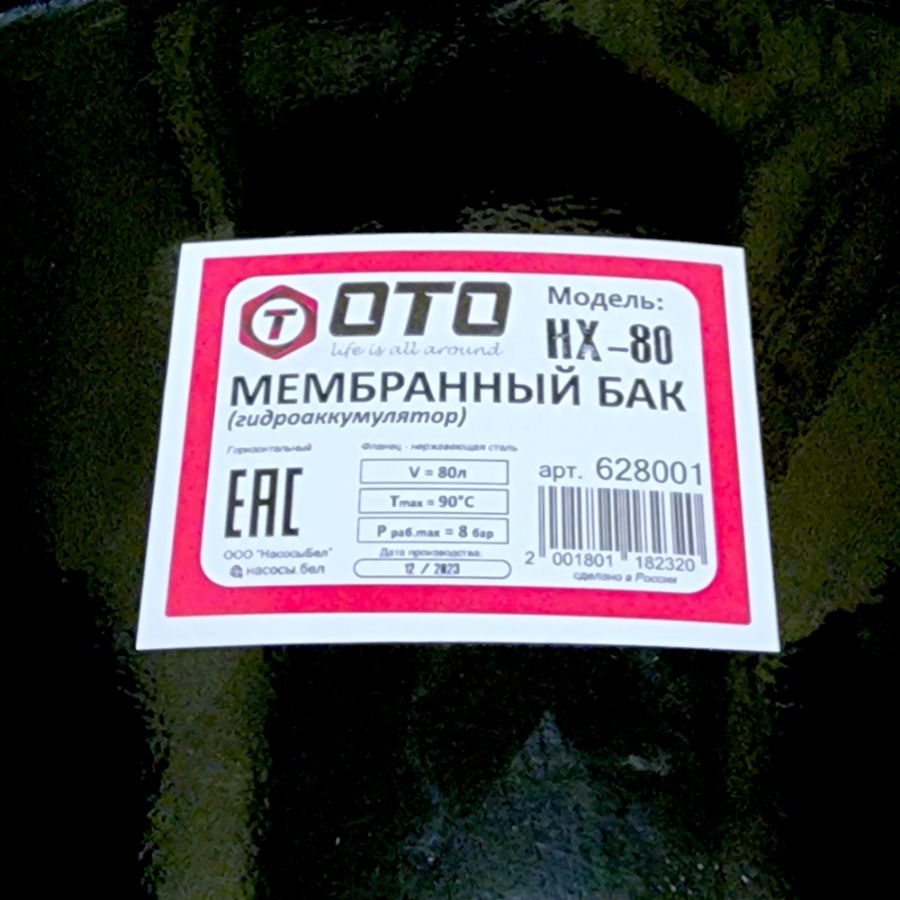 T OTO
life is all around
Модель:
НХ-80
МЕМБРАННЫЙ БАК
(гидроаккумулятор)
Горизонтальный
Фланец - нержавеющая сталь
V = 80л
Tmax = 90°C
P раб.max = 8 бар
Дата производства:
12 / 2023
EAC
ООО "НасосыБел"
насосы.бел
арт. 628001
2 001801 182320
сделано в России